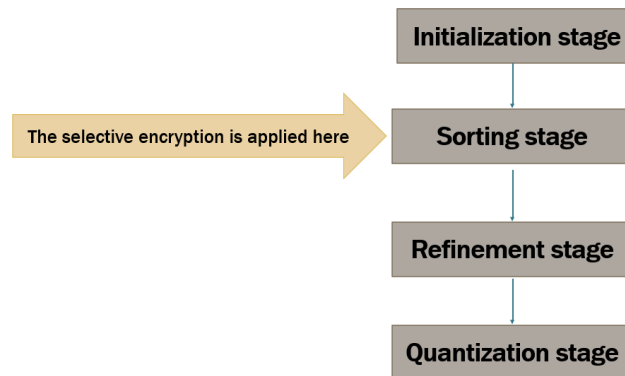 Initialization stage
The selective encryption is applied here
Sorting stage
Refinement stage
Quantization stage